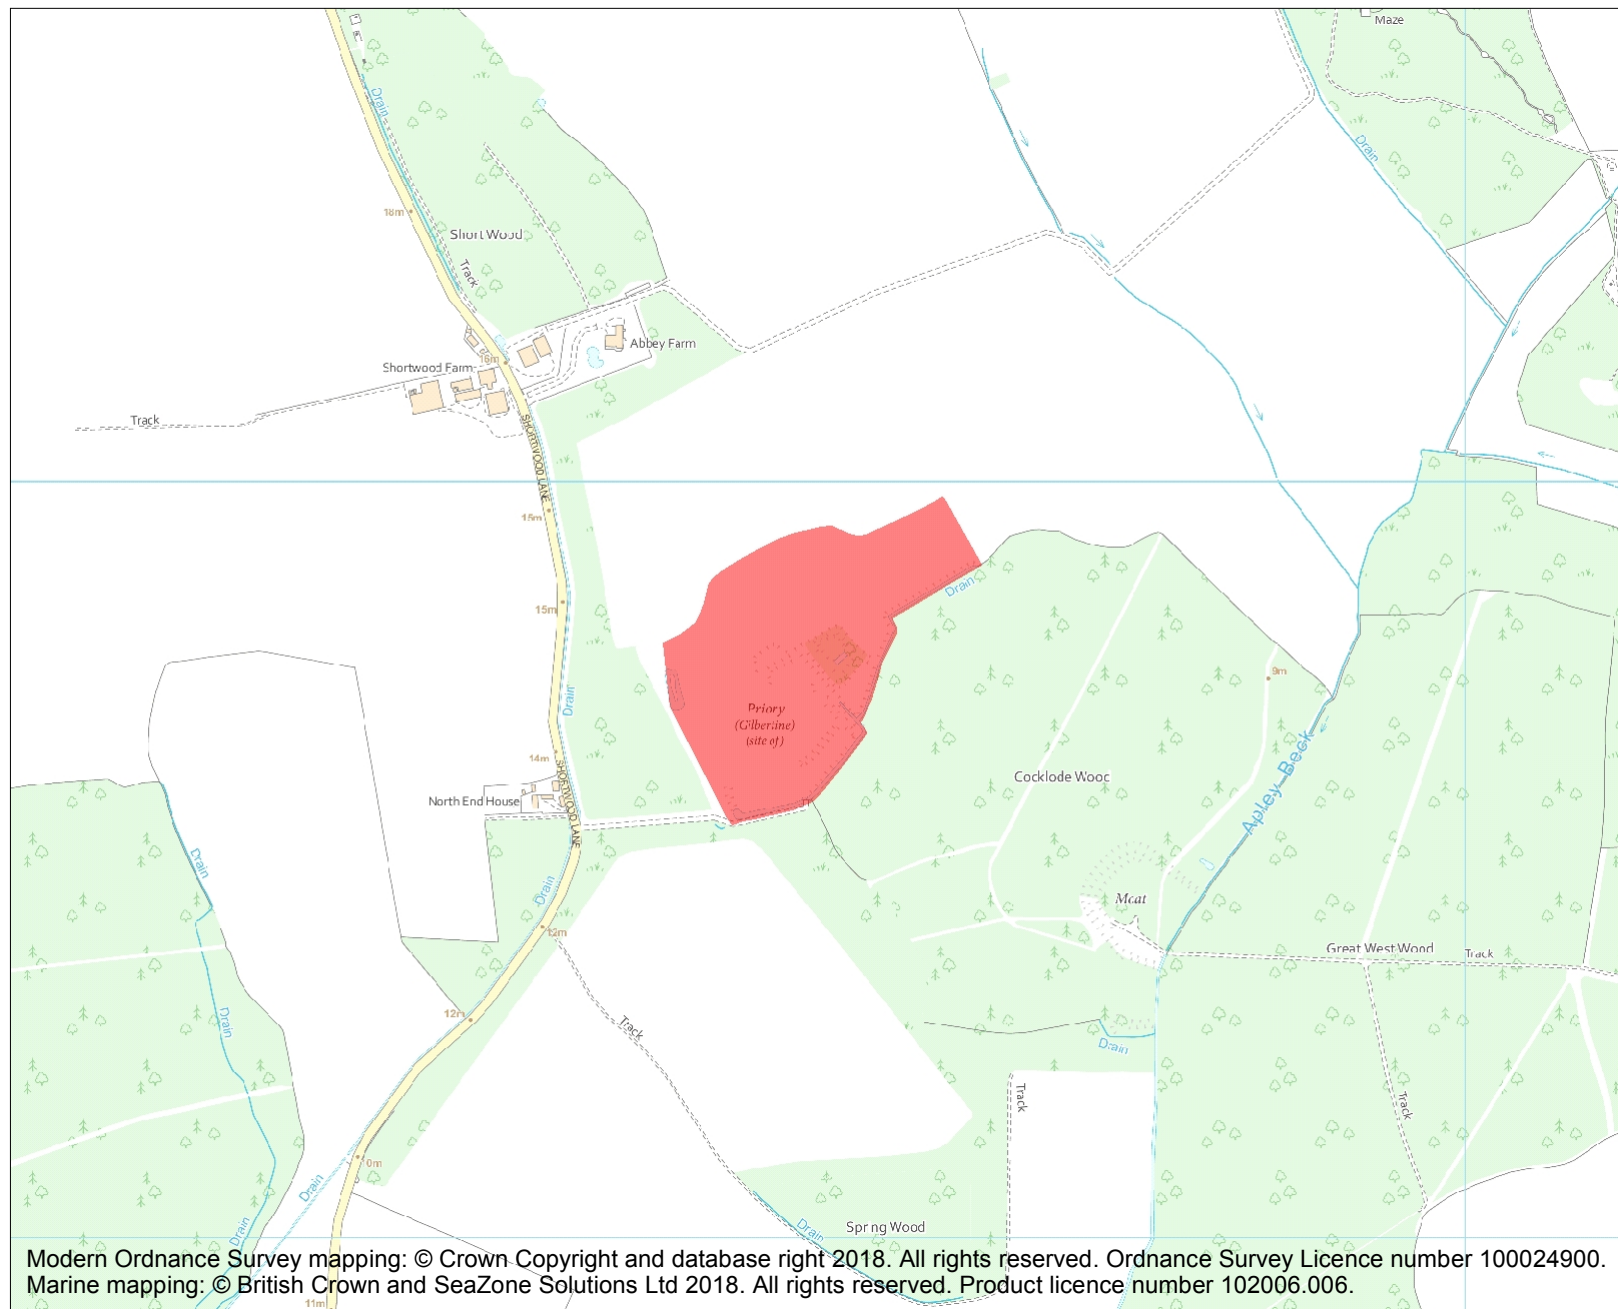 Maze
Drain
Drain
18m
Short Wood
Track
Abbey Farm
16m
Shortwood Farm
Track
SHORTWOOD LANE
15m
Drain
15m
9m
Drain
Priory
(Gilbertine)
(site of)
14m
SHORTWOOD LANE
Cocklode Wood
Apley Beck
North End House
Drain
Drain
Moat
12m
Great West Wood
Track
12m
Drain
Track
Drain
Track
Track
10m
Drain
Drain
Drain
Spring Wood
Modern Ordnance Survey mapping: © Crown Copyright and database right 2018. All rights reserved. Ordnance Survey Licence number 100024900.
Marine mapping: © British Crown and SeaZone Solutions Ltd 2018. All rights reserved. Product licence number 102006.006.
11m